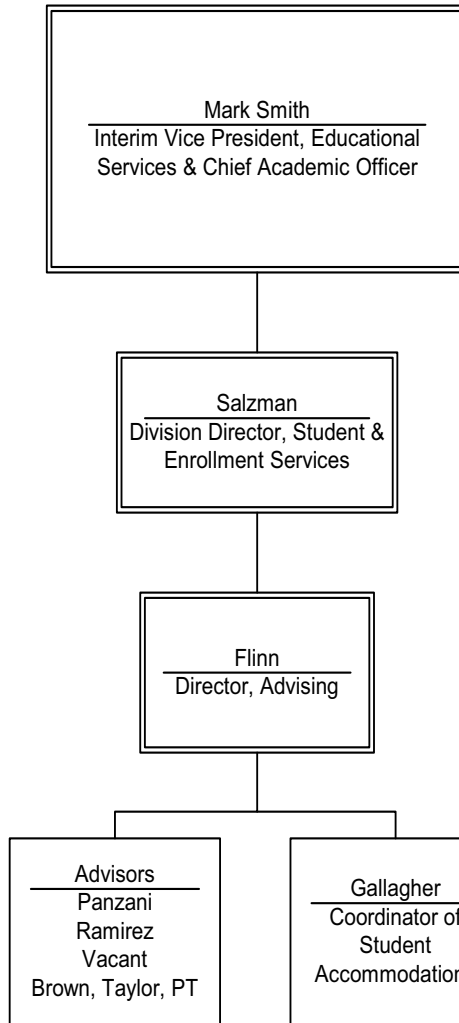 Mark Smith
Interim Vice President, Educational
Services & Chief Academic Officer
Salzman
Division Director, Student &
Enrollment Services
Flinn
Director, Advising
Advisors
Panzani
Ramirez
Vacant
Brown, Taylor, PT
Gallagher
Coordinator of
Student
Accommodation